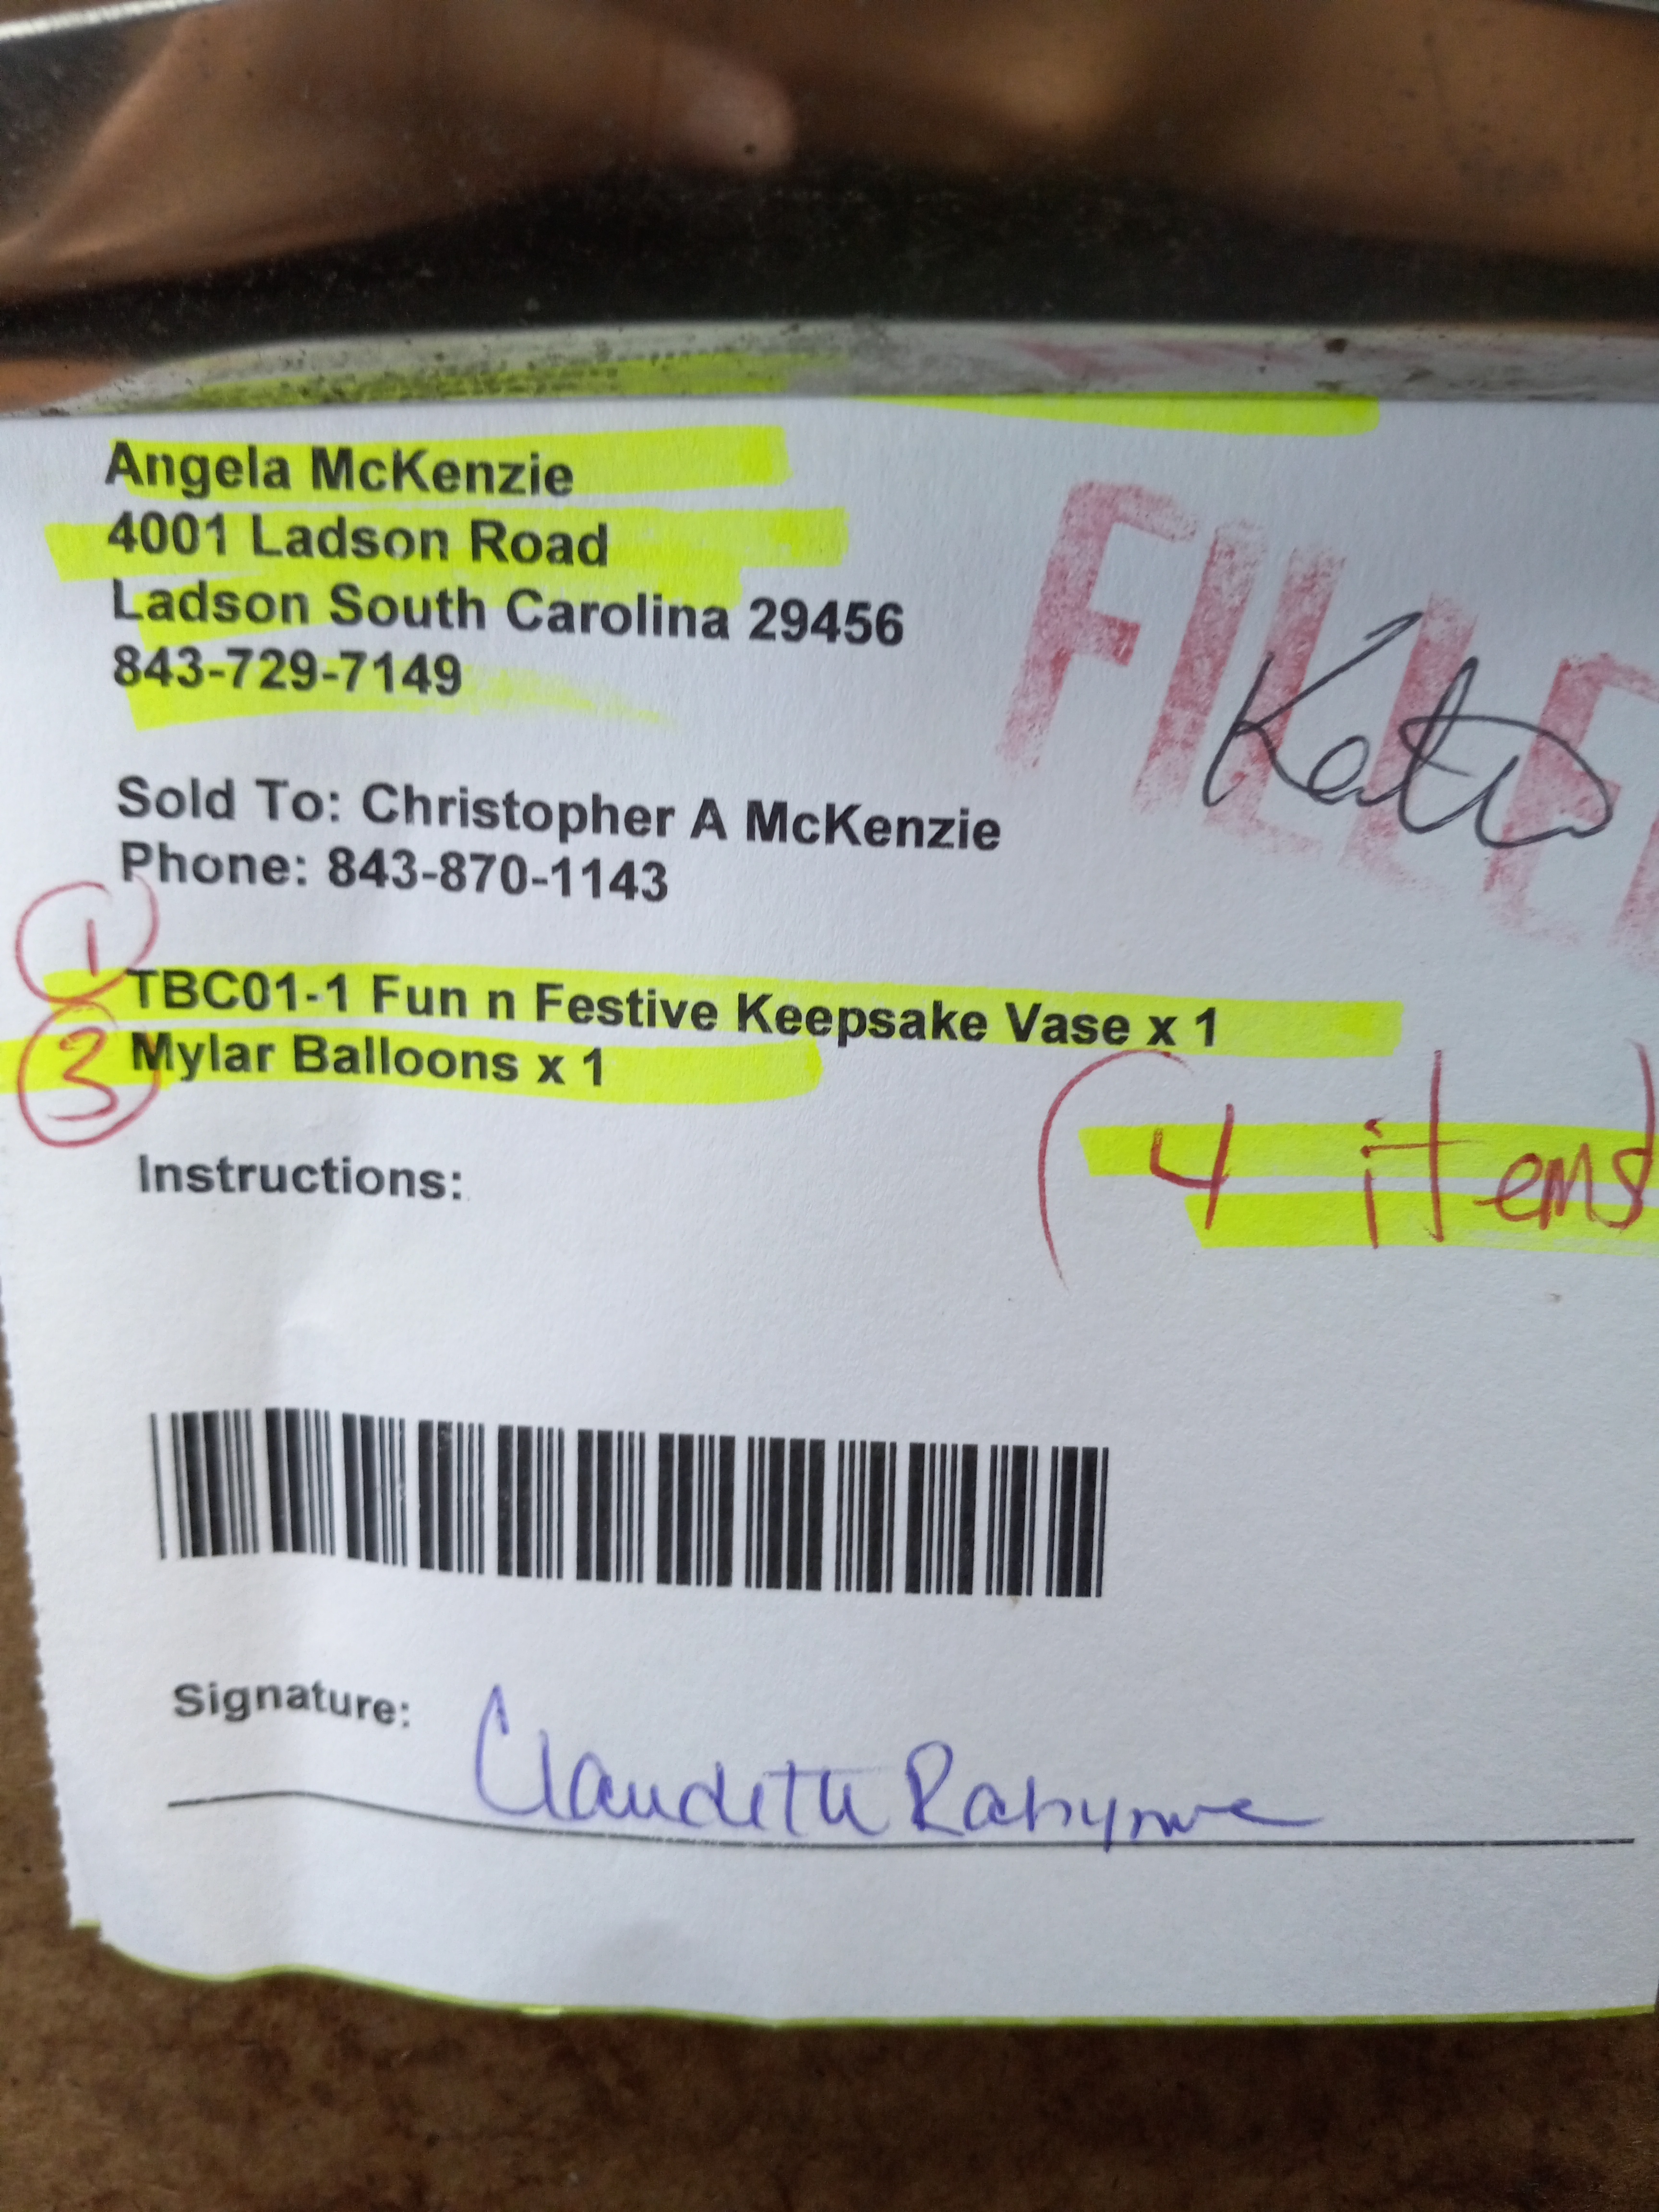 Angela McKenzie
4001 Ladson Road
Ladson South Carolina 29456
843-729-7149
FILLE
Sold To: Christopher A McKenzie
Phone: 843-870-1143
1 TBC01-1 Fun n Festive Keepsake Vase x 1
3 Mylar Balloons x 1
(4 items)
Instructions:
Signature: